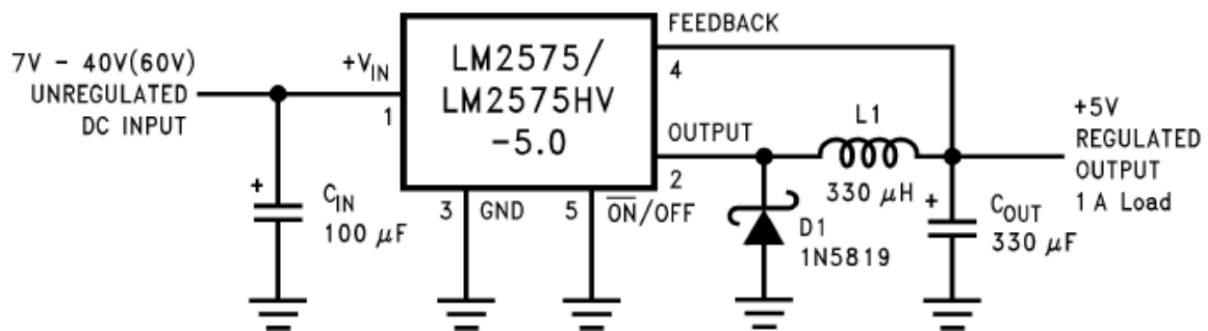 7V - 40V(60V)
UNREGULATED
DC INPUT
+V_IN
1
C_IN
100 μF
+
LM2575/
LM2575HV
-5.0
FEEDBACK
4
OUTPUT
2
3
GND
5
O̅N̅/OFF
D1
1N5819
L1
330 μH
+
C_OUT
330 μF
+5V
REGULATED
OUTPUT
1 A Load